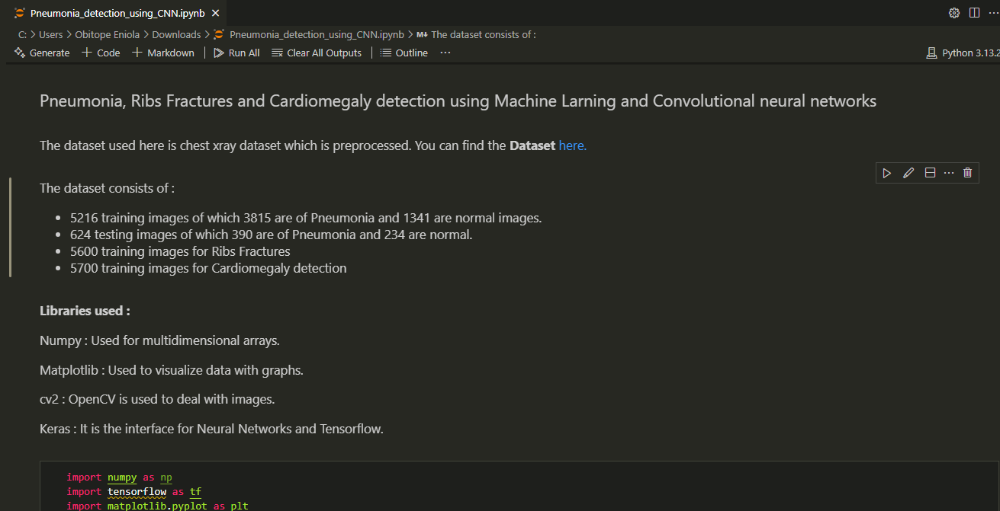 Pneumonia_detection_using_CNN.ipynb
C: > Users > Obitope Eniola > Downloads > Pneumonia_detection_using_CNN.ipynb > M↓ The dataset consists of :
Generate + Code + Markdown | Run All Clear All Outputs | Outline ... Python 3.13.2
Pneumonia, Ribs Fractures and Cardiomegaly detection using Machine Larning and Convolutional neural networks
The dataset used here is chest xray dataset which is preprocessed. You can find the Dataset here.
The dataset consists of :
• 5216 training images of which 3815 are of Pneumonia and 1341 are normal images.
• 624 testing images of which 390 are of Pneumonia and 234 are normal.
• 5600 training images for Ribs Fractures
• 5700 training images for Cardiomegaly detection
Libraries used :
Numpy : Used for multidimensional arrays.
Matplotlib : Used to visualize data with graphs.
cv2 : OpenCV is used to deal with images.
Keras : It is the interface for Neural Networks and Tensorflow.
import numpy as np
import tensorflow as tf
import matplotlib.pyplot as plt